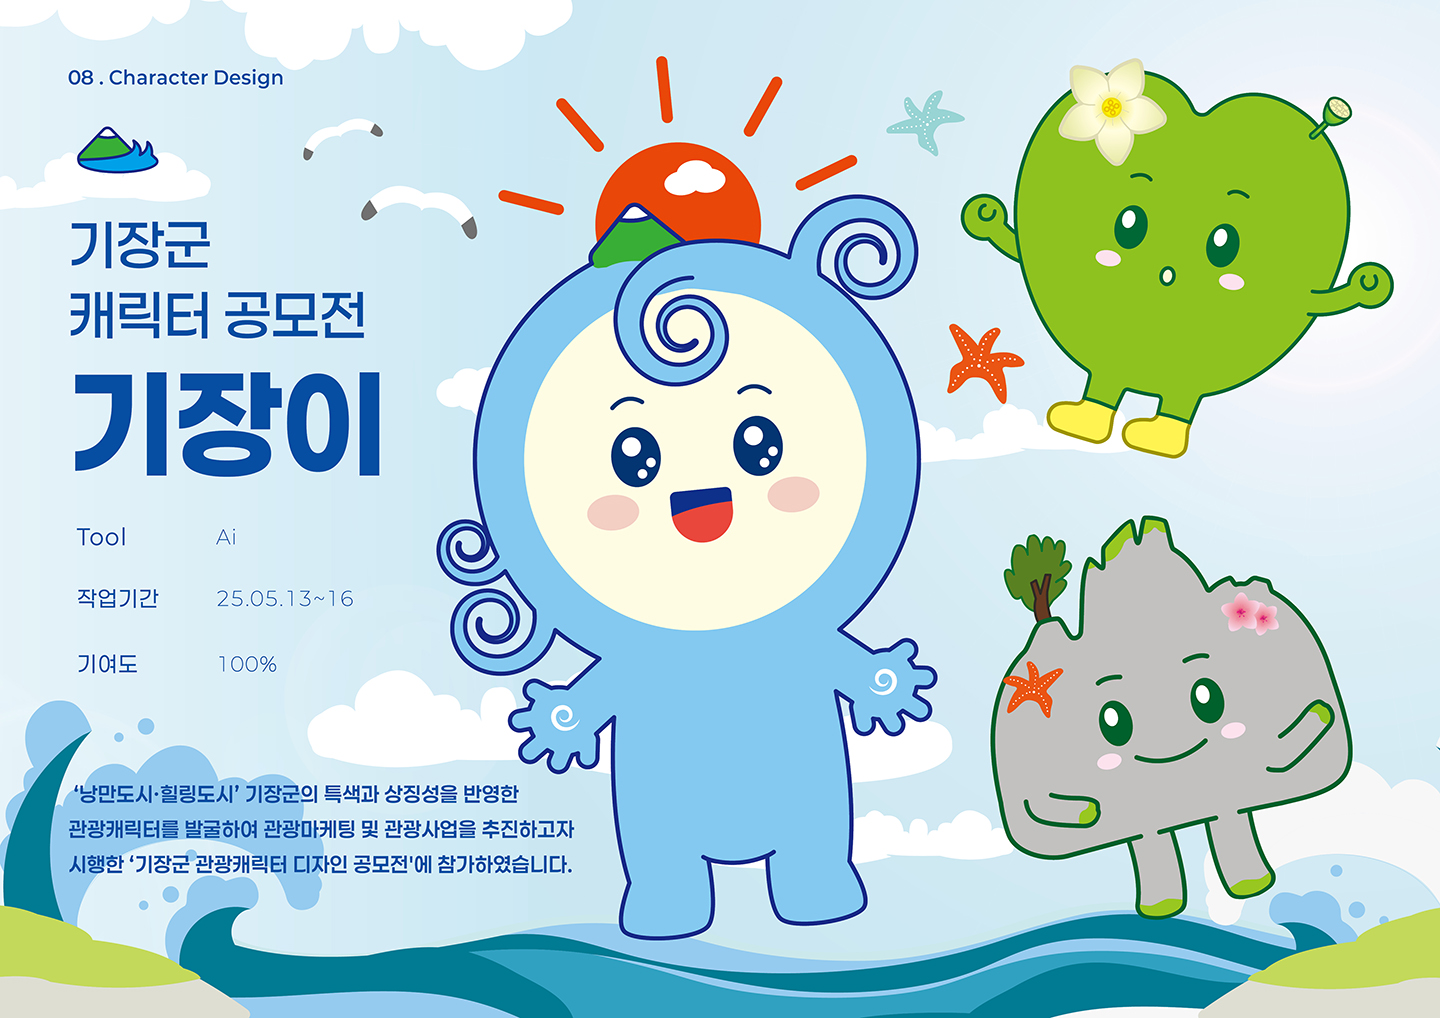 08 . Character Design
기장군
캐릭터 공모전
기장이
Tool Ai
작업기간 25.05.13~16
기여도 100%
‘낭만도시·힐링도시’ 기장군의 특색과 상징성을 반영한
관광캐릭터를 발굴하여 관광마케팅 및 관광사업을 추진하고자
시행한 ‘기장군 관광캐릭터 디자인 공모전'에 참가하였습니다.